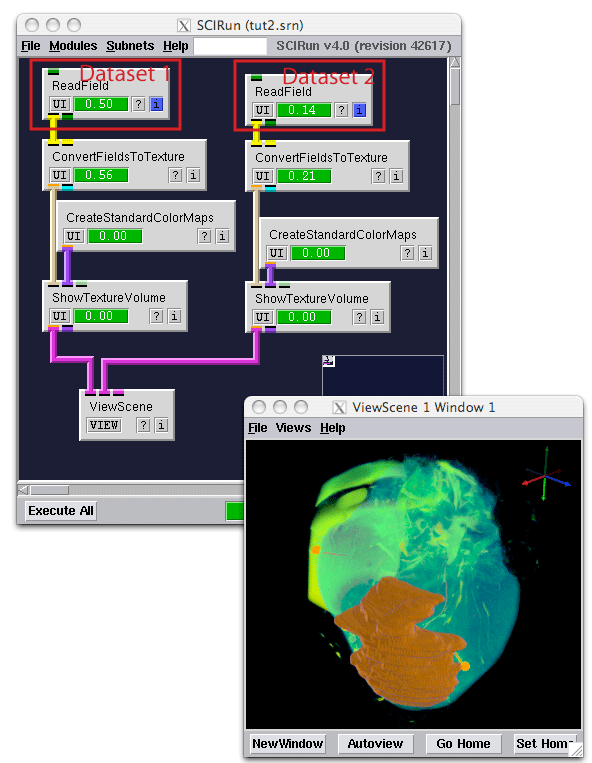 SCIRun (tut2.srn)
File Modules Subnets Help SCIRun v4.0 (revision 42617)
Dataset 1
ReadField
UI 0.50 ? i
Dataset 2
ReadField
UI 0.14 ? i
ConvertFieldsToTexture
UI 0.56 ? i
ConvertFieldsToTexture
UI 0.21 ? i
CreateStandardColorMaps
UI 0.00 ? i
CreateStandardColorMaps
UI 0.00 ? i
ShowTextureVolume
UI 0.00 ? i
ShowTextureVolume
UI 0.00 ? i
ViewScene
VIEW ? i
Execute All
ViewScene 1 Window 1
File Views Help
NewWindow Autoview Go Home Set Home